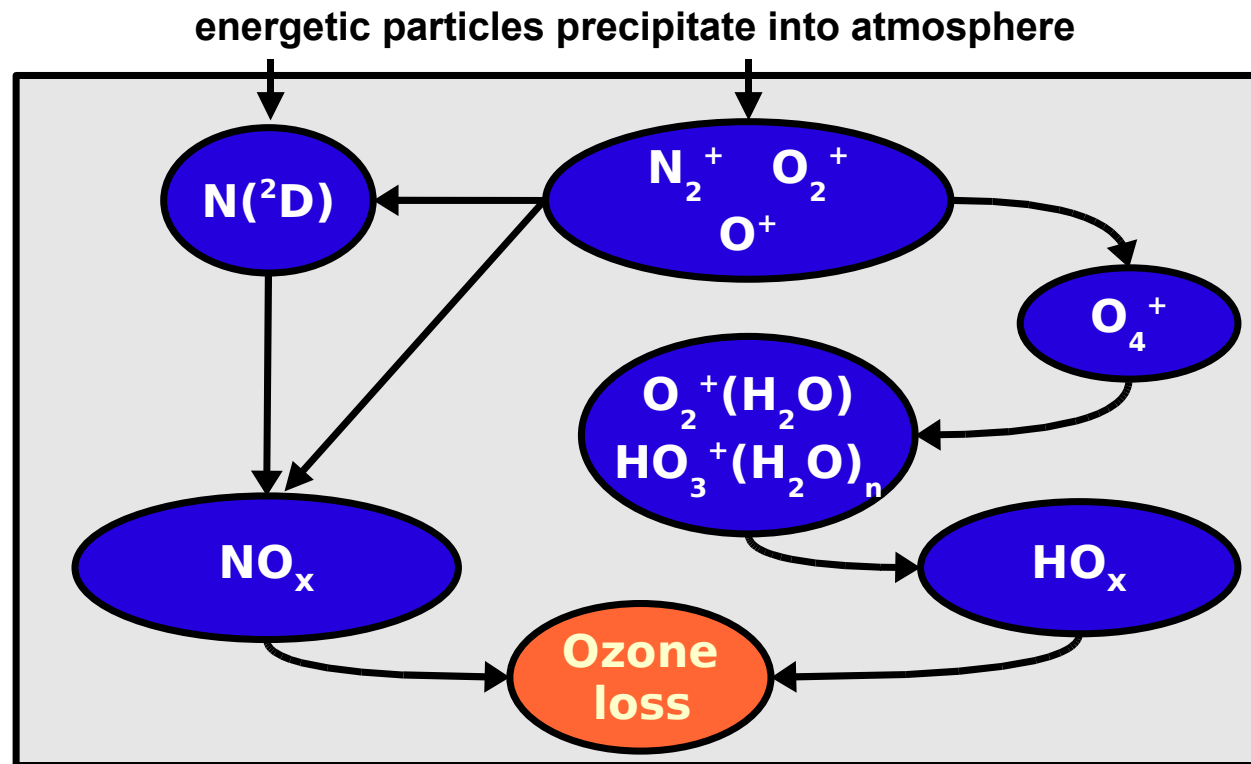 energetic particles precipitate into atmosphere
N(²D)
N₂⁺ O₂⁺
O⁺
O₄⁺
O₂⁺(H₂O)
HO₃⁺(H₂O)ₙ
NOₓ
HOₓ
Ozone
loss